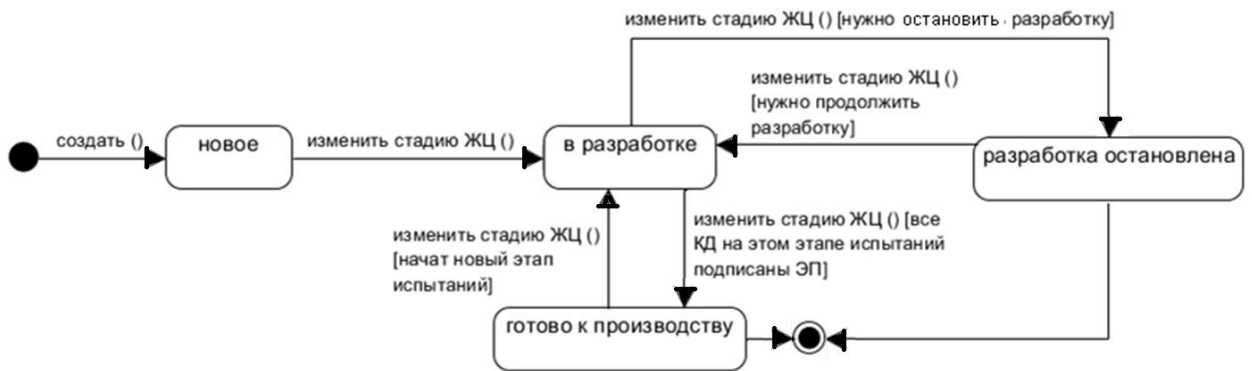 изменить стадию ЖЦ () [нужно остановить разработку]
изменить стадию ЖЦ ()
[нужно продолжить
разработку]
создать ()
новое
изменить стадию ЖЦ ()
в разработке
разработка остановлена
изменить стадию ЖЦ ()
[начат новый этап
испытаний]
изменить стадию ЖЦ () [все
КД на этом этапе испытаний
подписаны ЭП]
готово к производству